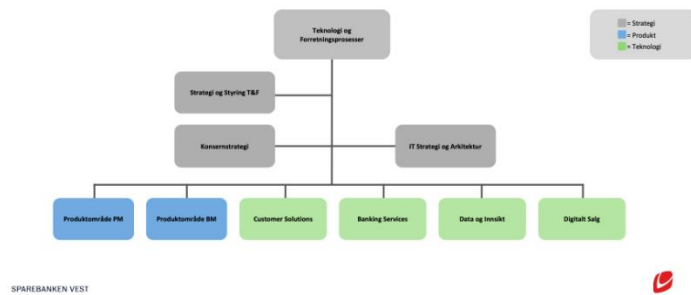 Teknologi og
Forretningsprosesser
= Strategi
= Produkt
= Teknologi
Strategi og Styring T&F
Konsernstrategi
IT Strategi og Arkitektur
Produktområde PM
Produktområde BM
Customer Solutions
Banking Services
Data og Innsikt
Digitalt Salg
SPAREBANKEN VEST